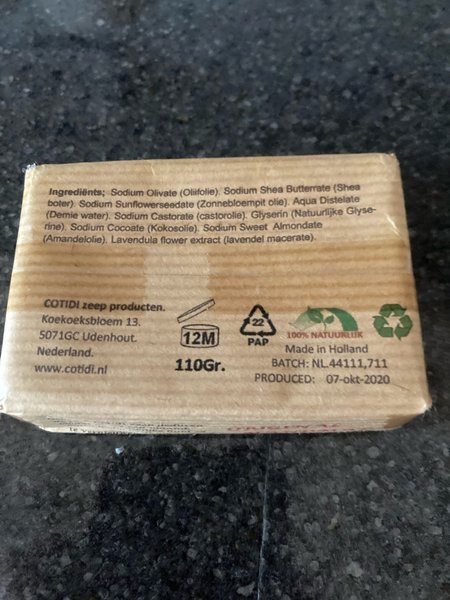 Ingrediënts; Sodium Olivate (Oliifolie). Sodium Shea Butterrate (Shea
boter). Sodium Sunflowerseedate (Zonnebloempit olie). Aqua Distelate
(Demie water). Sodium Castorate (castorolie). Glyserin (Natuurlijke Glyse-
rine). Sodium Cocoate (Kokosolie). Sodium Sweet Almondate
(Amandelolie). Lavendula flower extract (lavendel macerate).
COTIDI zeep producten.
Koekoeksbloem 13.
5071GC Udenhout.
Nederland.
www.cotidi.nl
12M
110Gr.
22
PAP
100% NATUURLIJK
Made in Holland
BATCH: NL.44111,711
PRODUCED: 07-okt-2020